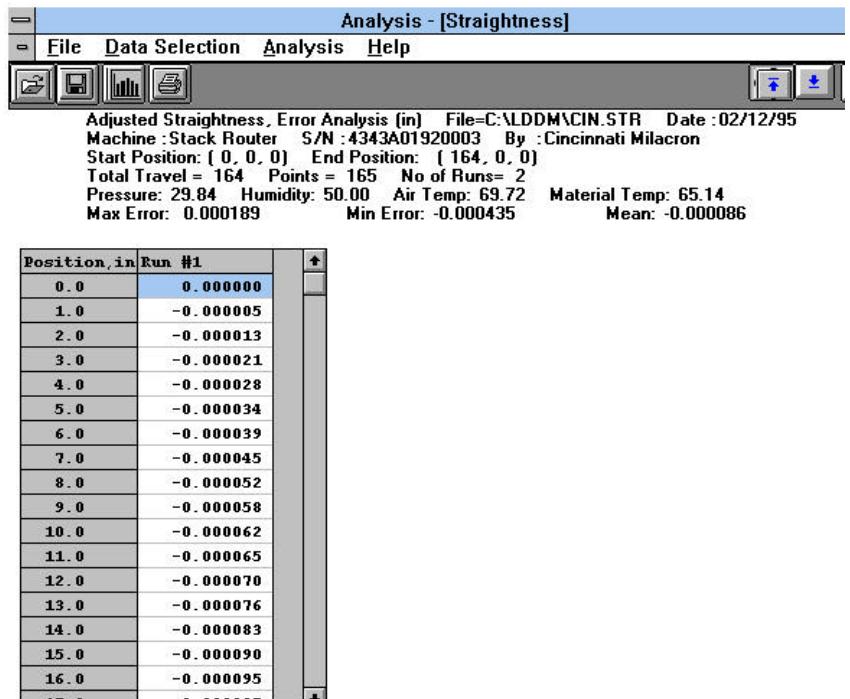 Analysis - [Straightness]
File Data Selection Analysis Help
Adjusted Straightness, Error Analysis (in) File=C:\LDDM\CIN.STR Date :02/12/95
Machine :Stack Router S/N :4343A01920003 By :Cincinnati Milacron
Start Position: ( 0, 0, 0) End Position: ( 164, 0, 0)
Total Travel = 164 Points = 165 No of Runs= 2
Pressure: 29.84 Humidity: 50.00 Air Temp: 69.72 Material Temp: 65.14
Max Error: 0.000189 Min Error: -0.000435 Mean: -0.000086
Position,in Run #1
0.0 0.000000
1.0 -0.000005
2.0 -0.000013
3.0 -0.000021
4.0 -0.000028
5.0 -0.000034
6.0 -0.000039
7.0 -0.000045
8.0 -0.000052
9.0 -0.000058
10.0 -0.000062
11.0 -0.000065
12.0 -0.000070
13.0 -0.000076
14.0 -0.000083
15.0 -0.000090
16.0 -0.000095